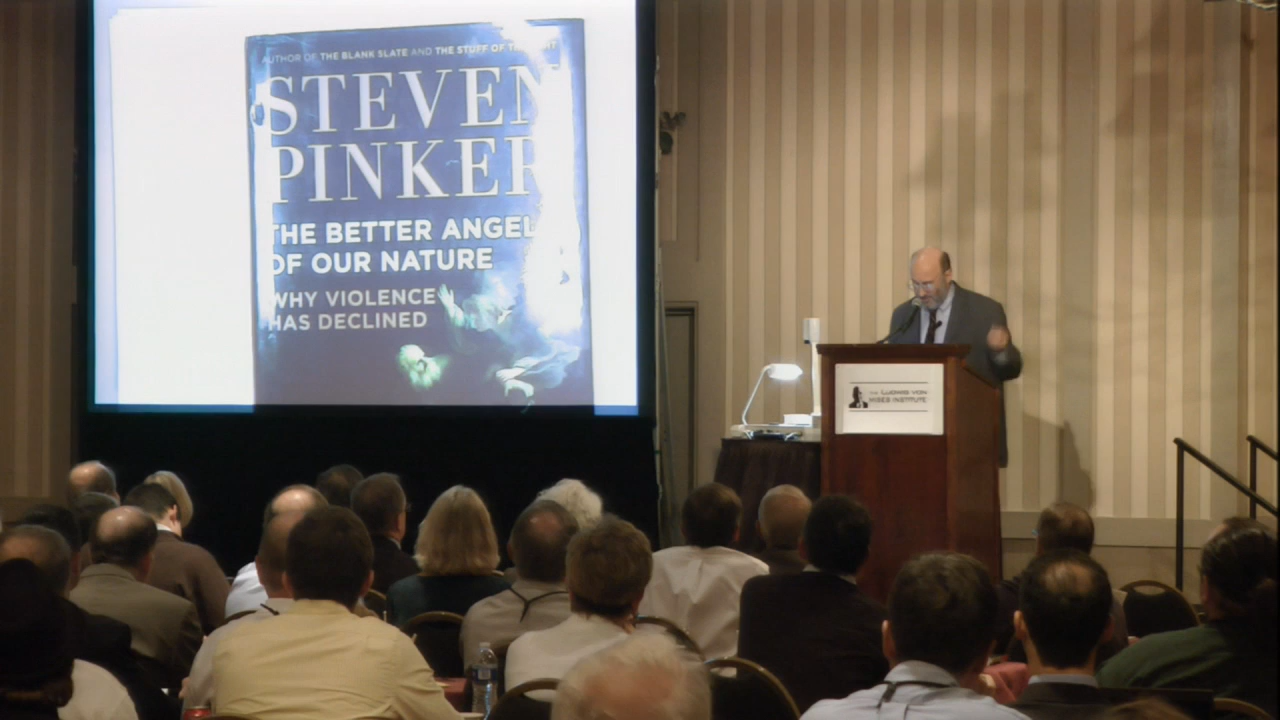 AUTHOR OF THE BLANK SLATE AND THE STUFF OF
STEVEN
PINKER
THE BETTER ANGEL
OF OUR NATURE
WHY VIOLENCE
HAS DECLINED
THE LUDWIG VON
MISES INSTITUTE